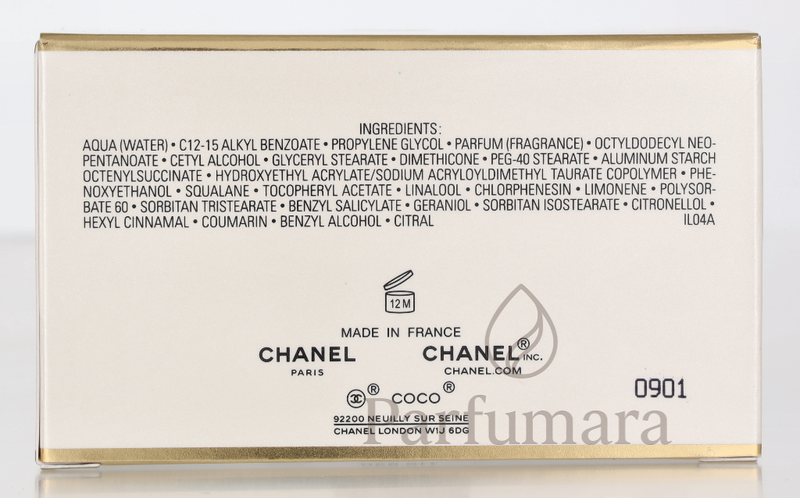 INGREDIENTS:
AQUA (WATER) • C12-15 ALKYL BENZOATE • PROPYLENE GLYCOL • PARFUM (FRAGRANCE) • OCTYLDODECYL NEO-
PENTANOATE • CETYL ALCOHOL • GLYCERYL STEARATE • DIMETHICONE • PEG-40 STEARATE • ALUMINUM STARCH
OCTENYLSUCCINATE • HYDROXYETHYL ACRYLATE/SODIUM ACRYLOYLDIMETHYL TAURATE COPOLYMER • PHE-
NOXYETHANOL • SQUALANE • TOCOPHERYL ACETATE • LINALOOL • CHLORPHENESIN • LIMONENE • POLYSOR-
BATE 60 • SORBITAN TRISTEARATE • BENZYL SALICYLATE • GERANIOL • SORBITAN ISOSTEARATE • CITRONELLOL •
HEXYL CINNAMAL • COUMARIN • BENZYL ALCOHOL • CITRAL IL04A
12 M
MADE IN FRANCE
CHANEL CHANEL® INC.
PARIS CHANEL.COM
® COCO®
0901
92200 NEUILLY SUR SEINE
CHANEL LONDON W1J 6DG
Parfumara